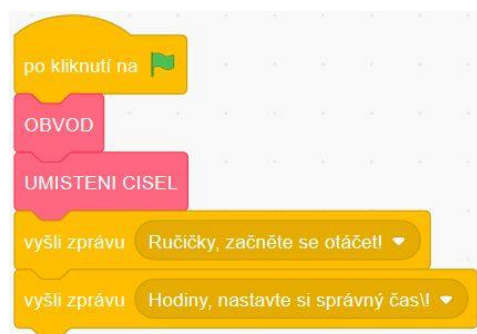 po kliknutí na
OBVOD
UMISTENI CISEL
vyšli zprávu Ručičky, začněte se otáčet!
vyšli zprávu Hodiny, nastavte si správný čas\!